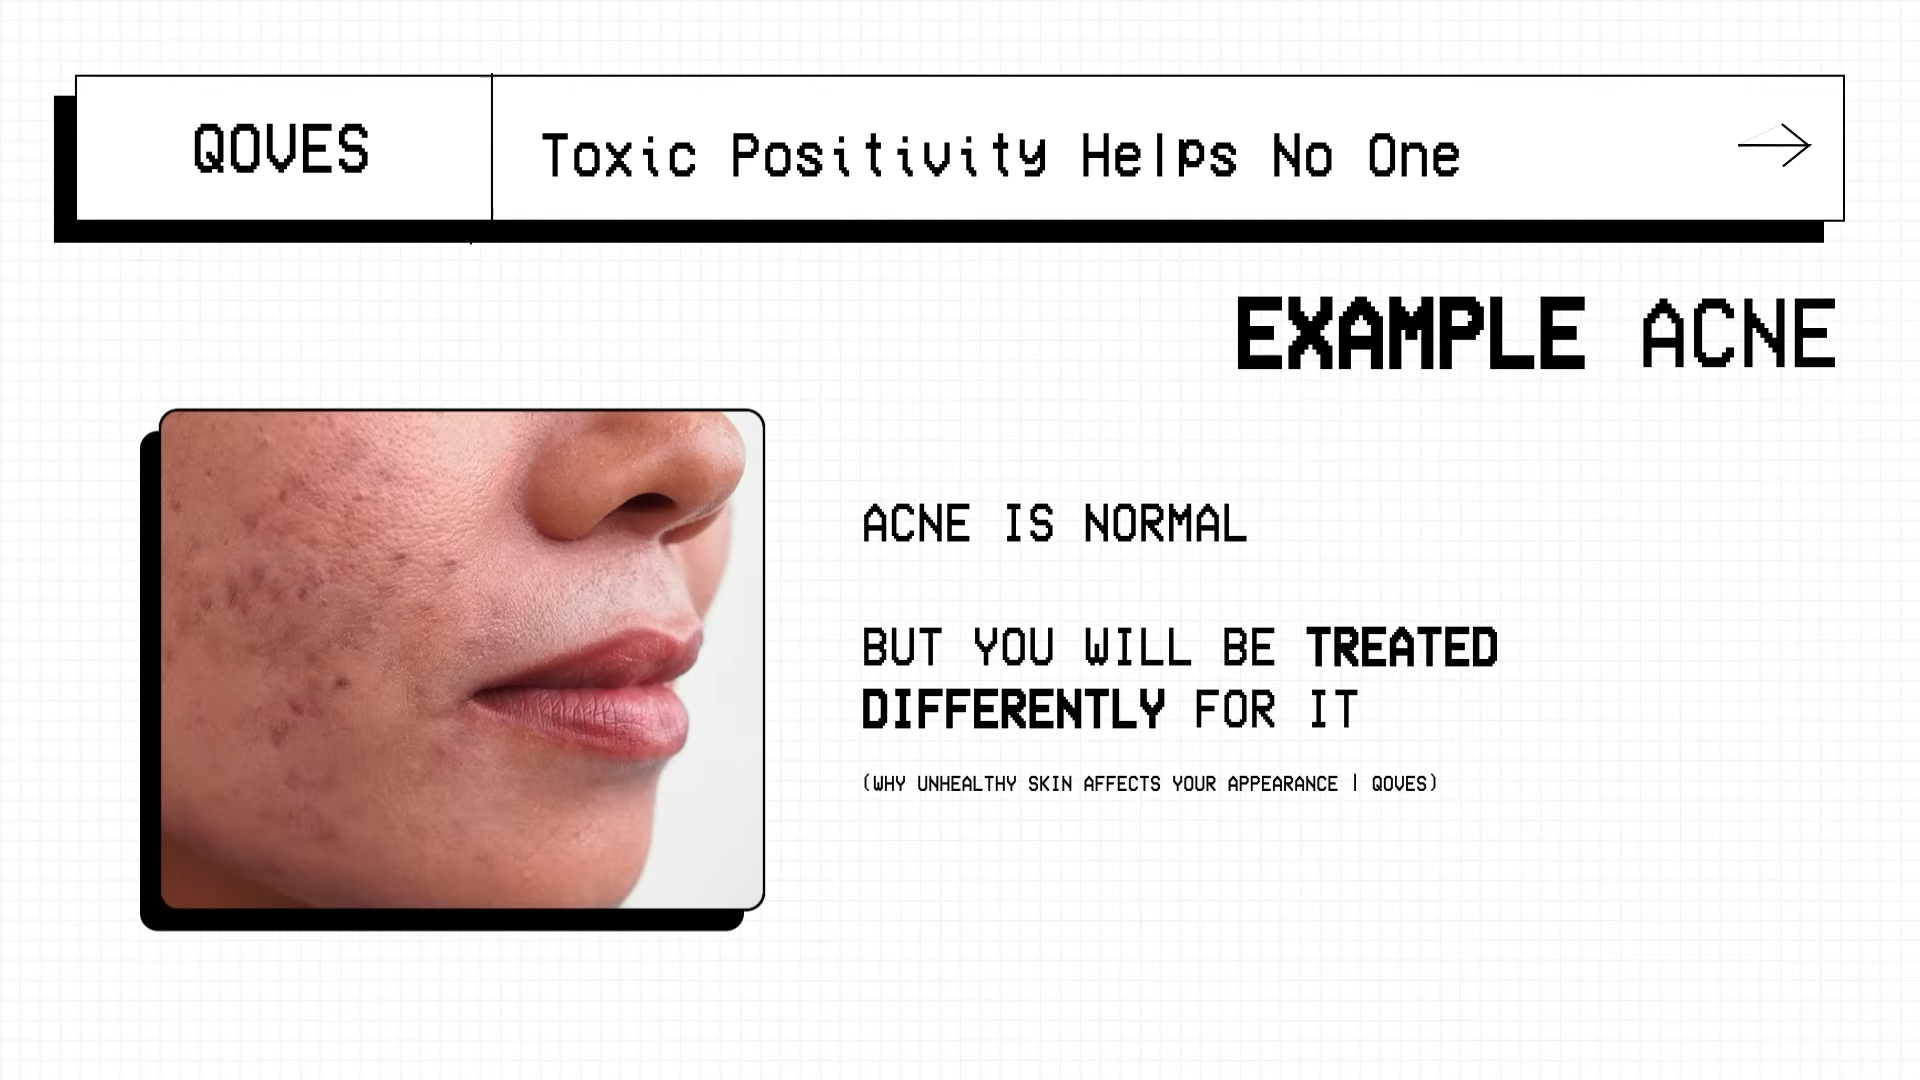 QOVES
Toxic Positivity Helps No One
EXAMPLE ACNE
ACNE IS NORMAL
BUT YOU WILL BE TREATED
DIFFERENTLY FOR IT
(WHY UNHEALTHY SKIN AFFECTS YOUR APPEARANCE | QOVES)